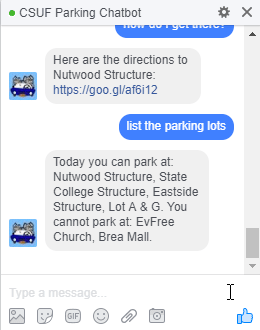 CSUF Parking Chatbot
how do i get there?
Here are the directions to
Nutwood Structure:
https://goo.gl/af6i12
list the parking lots
Today you can park at:
Nutwood Structure, State
College Structure, Eastside
Structure, Lot A & G. You
cannot park at: EvFree
Church, Brea Mall.
Type a message...
GIF